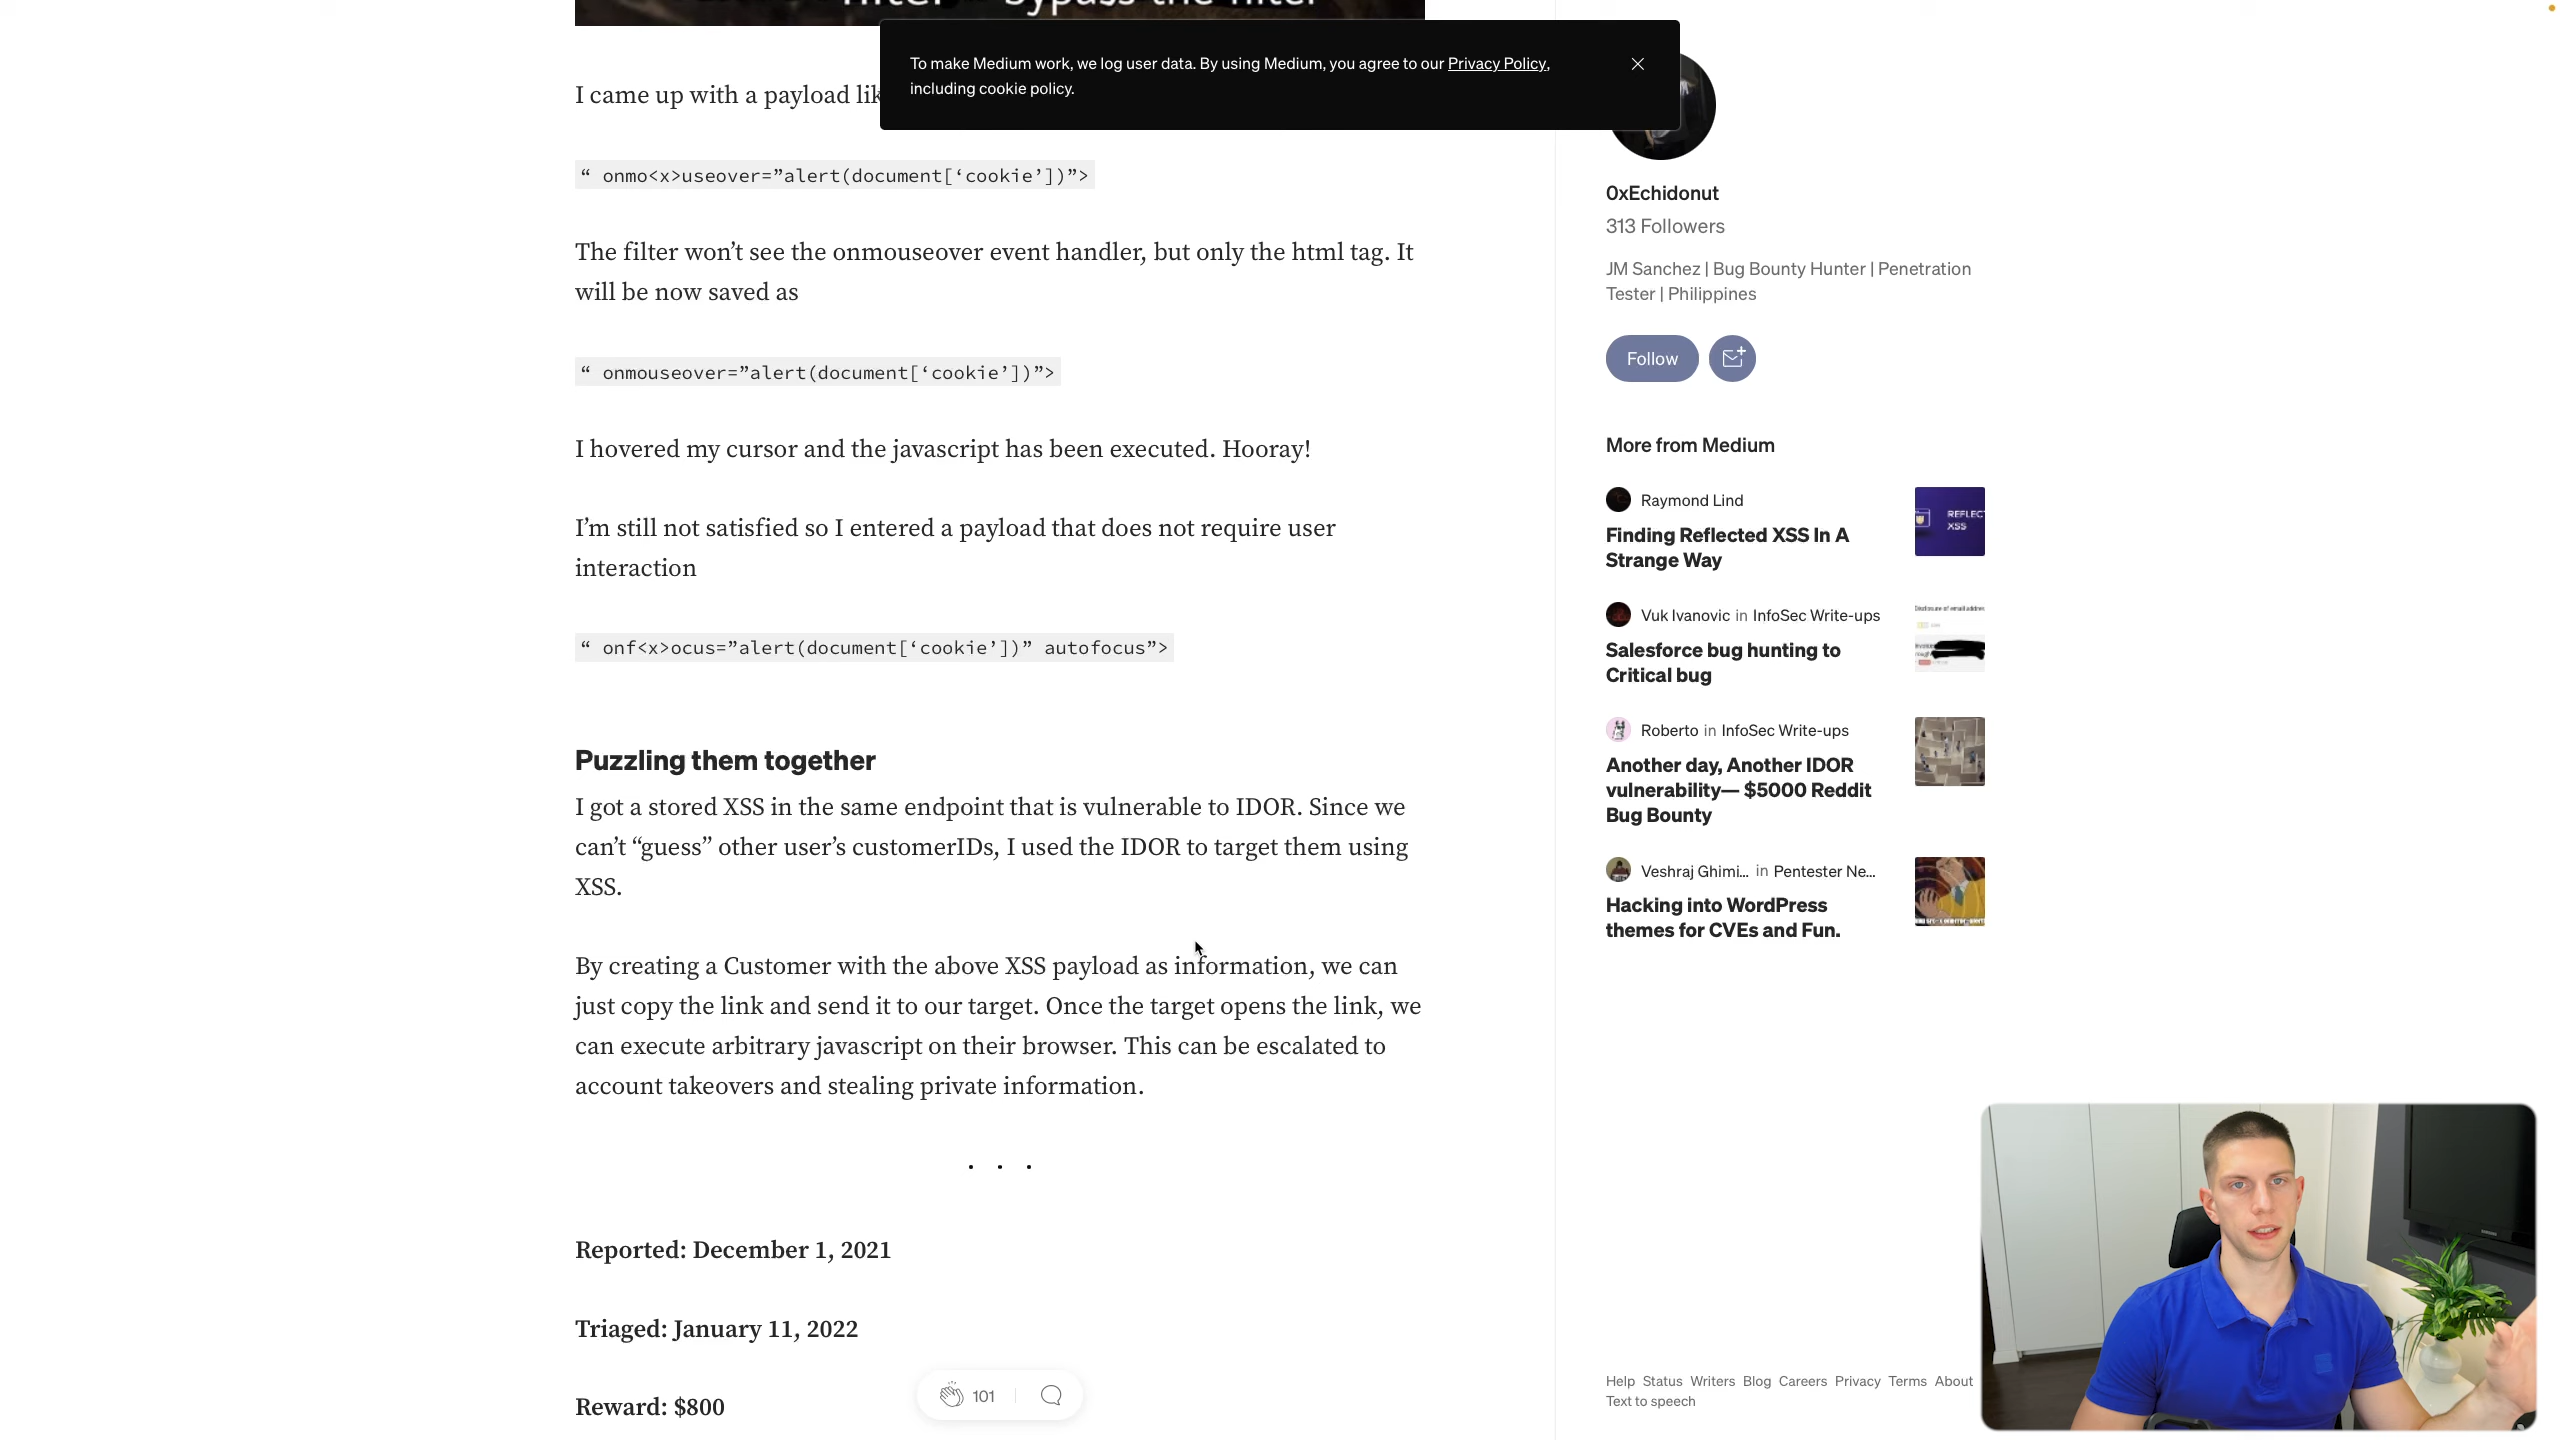 bypass the filter
To make Medium work, we log user data. By using Medium, you agree to our Privacy Policy,
including cookie policy.
I came up with a payload lik
“ onmo<x>useover=”alert(document[‘cookie’])”>
The filter won’t see the onmouseover event handler, but only the html tag. It
will be now saved as
“ onmouseover=”alert(document[‘cookie’])”>
I hovered my cursor and the javascript has been executed. Hooray!
I’m still not satisfied so I entered a payload that does not require user
interaction
“ onf<x>ocus=”alert(document[‘cookie’])” autofocus”>
Puzzling them together
I got a stored XSS in the same endpoint that is vulnerable to IDOR. Since we
can’t “guess” other user’s customerIDs, I used the IDOR to target them using
XSS.
By creating a Customer with the above XSS payload as information, we can
just copy the link and send it to our target. Once the target opens the link, we
can execute arbitrary javascript on their browser. This can be escalated to
account takeovers and stealing private information.
. . .
Reported: December 1, 2021
Triaged: January 11, 2022
Reward: $800
101
0xEchidonut
313 Followers
JM Sanchez | Bug Bounty Hunter | Penetration
Tester | Philippines
Follow
More from Medium
Raymond Lind
Finding Reflected XSS In A
Strange Way
REFLEC
XSS
Vuk Ivanovic in InfoSec Write-ups
Salesforce bug hunting to
Critical bug
Roberto in InfoSec Write-ups
Another day, Another IDOR
vulnerability— $5000 Reddit
Bug Bounty
Veshraj Ghimi... in Pentester Ne...
Hacking into WordPress
themes for CVEs and Fun.
Help Status Writers Blog Careers Privacy Terms About
Text to speech